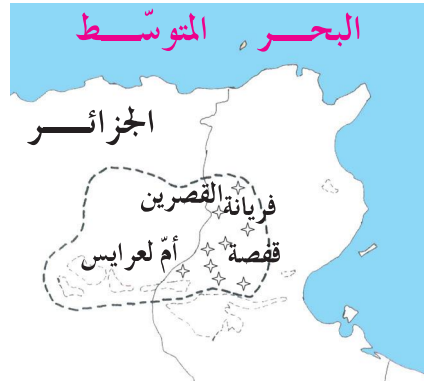 البحـــر المتوسّـــط
الجزائـــر
القصرين
فريانة
أمّ لعرايس
قفصة